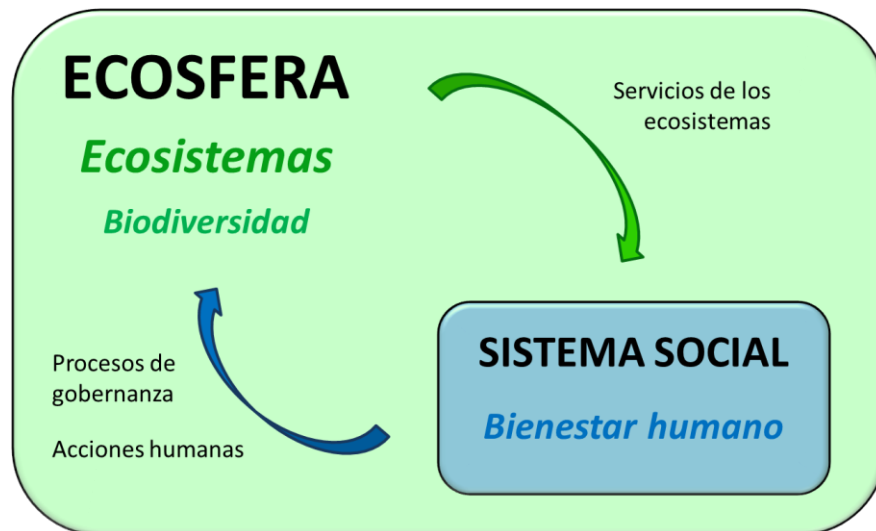 ECOSFERA
Ecosistemas
Biodiversidad
Servicios de los
ecosistemas
SISTEMA SOCIAL
Bienestar humano
Procesos de
gobernanza
Acciones humanas